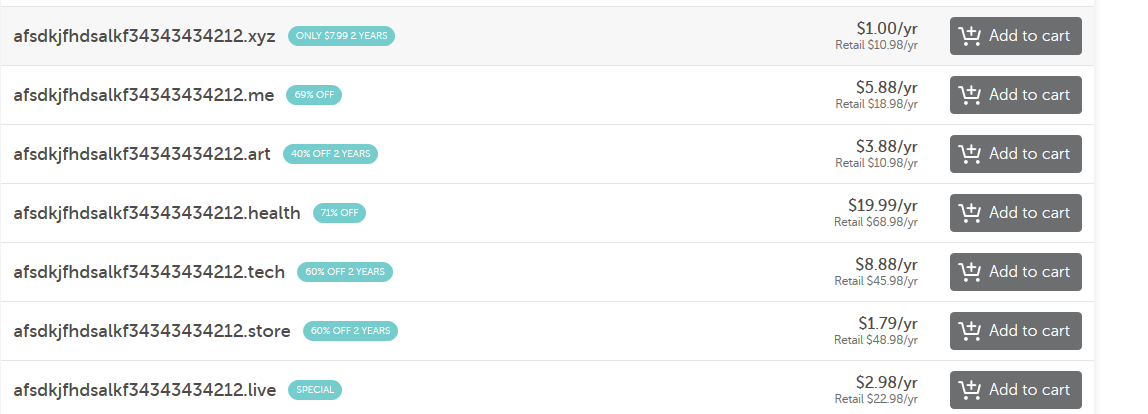 afsdkjfhdsalkf34343434212.xyz ONLY $7.99 2 YEARS $1.00/yr
Retail $10.98/yr
Add to cart
afsdkjfhdsalkf34343434212.me 69% OFF $5.88/yr
Retail $18.98/yr
Add to cart
afsdkjfhdsalkf34343434212.art 40% OFF 2 YEARS $3.88/yr
Retail $10.98/yr
Add to cart
afsdkjfhdsalkf34343434212.health 71% OFF $19.99/yr
Retail $68.98/yr
Add to cart
afsdkjfhdsalkf34343434212.tech 60% OFF 2 YEARS $8.88/yr
Retail $45.98/yr
Add to cart
afsdkjfhdsalkf34343434212.store 60% OFF 2 YEARS $1.79/yr
Retail $48.98/yr
Add to cart
afsdkjfhdsalkf34343434212.live SPECIAL $2.98/yr
Retail $22.98/yr
Add to cart